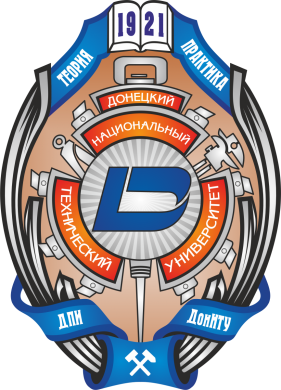 1921
ТЕОРИЯ
ПРАКТИКА
ДОНЕЦКИЙ
НАЦИОНАЛЬНЫЙ
ТЕХНИЧЕСКИЙ
УНИВЕРСИТЕТ
ДПИ
ДОННТУ